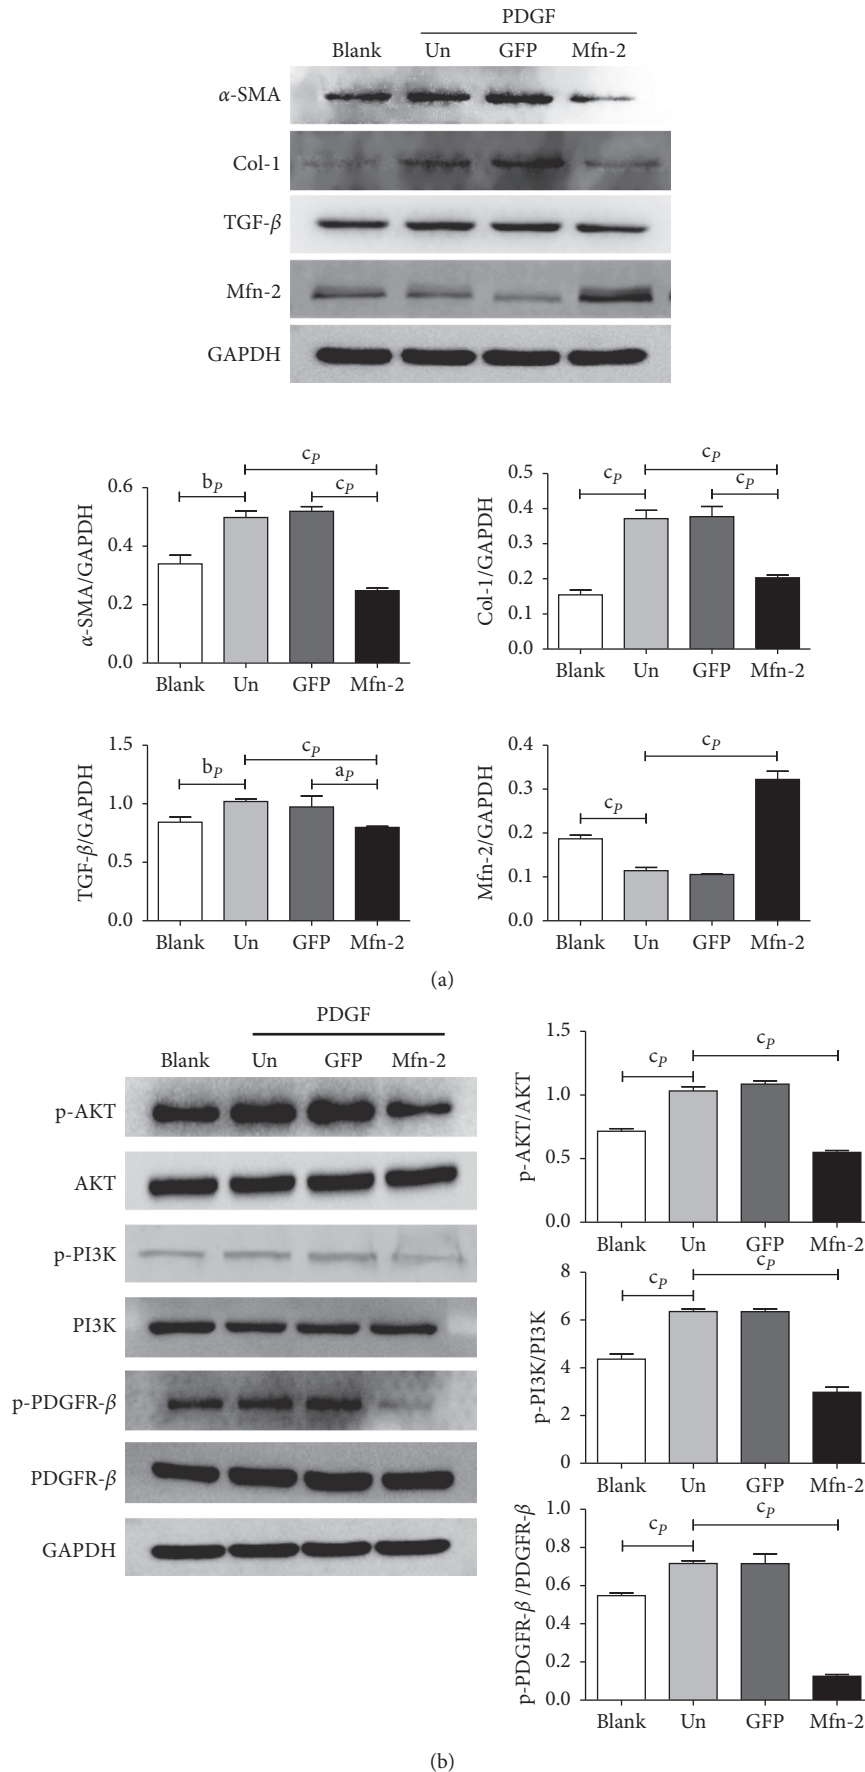 PDGF
Blank Un GFP Mfn-2
α-SMA
Col-1
TGF-β
Mfn-2
GAPDH
α-SMA/GAPDH
0.6
0.4
0.2
0.0
bP
cP
cP
Blank Un GFP Mfn-2
Col-1/GAPDH
0.5
0.4
0.3
0.2
0.1
0.0
cP
cP
cP
Blank Un GFP Mfn-2
TGF-β/GAPDH
1.5
1.0
0.5
0.0
bP
cP
aP
Blank Un GFP Mfn-2
Mfn-2/GAPDH
0.4
0.3
0.2
0.1
0.0
cP
cP
Blank Un GFP Mfn-2
(a)
PDGF
Blank Un GFP Mfn-2
p-AKT
AKT
p-PI3K
PI3K
p-PDGFR-β
PDGFR-β
GAPDH
p-AKT/AKT
1.5
1.0
0.5
0.0
cP
cP
Blank Un GFP Mfn-2
p-PI3K/PI3K
8
6
4
2
0
cP
cP
Blank Un GFP Mfn-2
p-PDGFR-β /PDGFR-β
1.0
0.8
0.6
0.4
0.2
0.0
cP
cP
Blank Un GFP Mfn-2
(b)